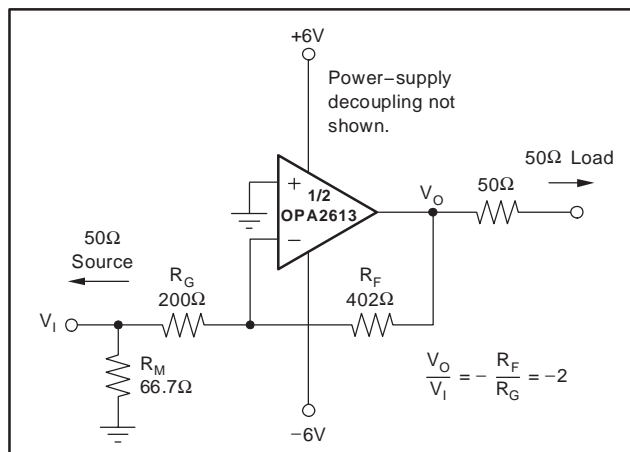 +6V
Power−supply
decoupling not
shown.
50Ω Load
+
1/2
OPA2613
−
V_O
50Ω
50Ω
Source
R_G
200Ω
R_F
402Ω
V_I
R_M
66.7Ω
V_O/V_I = − R_F/R_G = −2
−6V